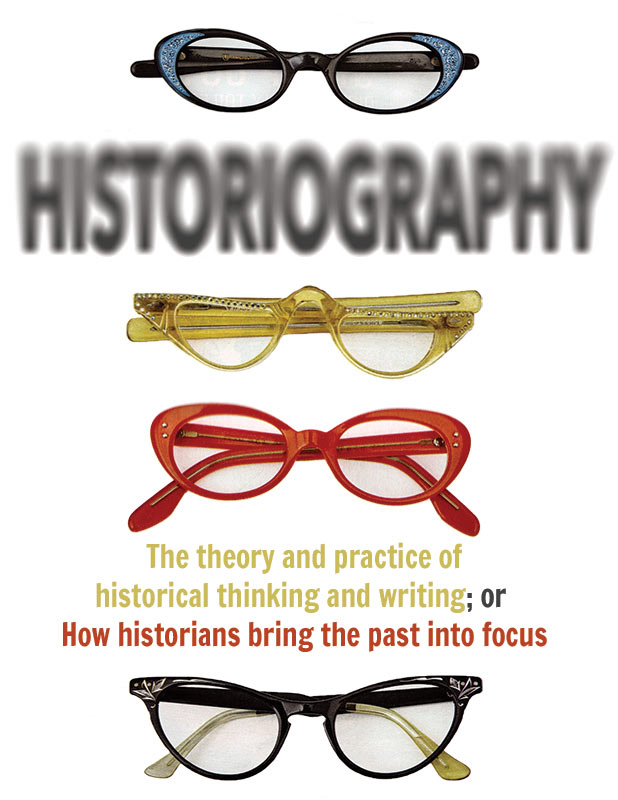 HISTORIOGRAPHY
The theory and practice of
historical thinking and writing; or
How historians bring the past into focus